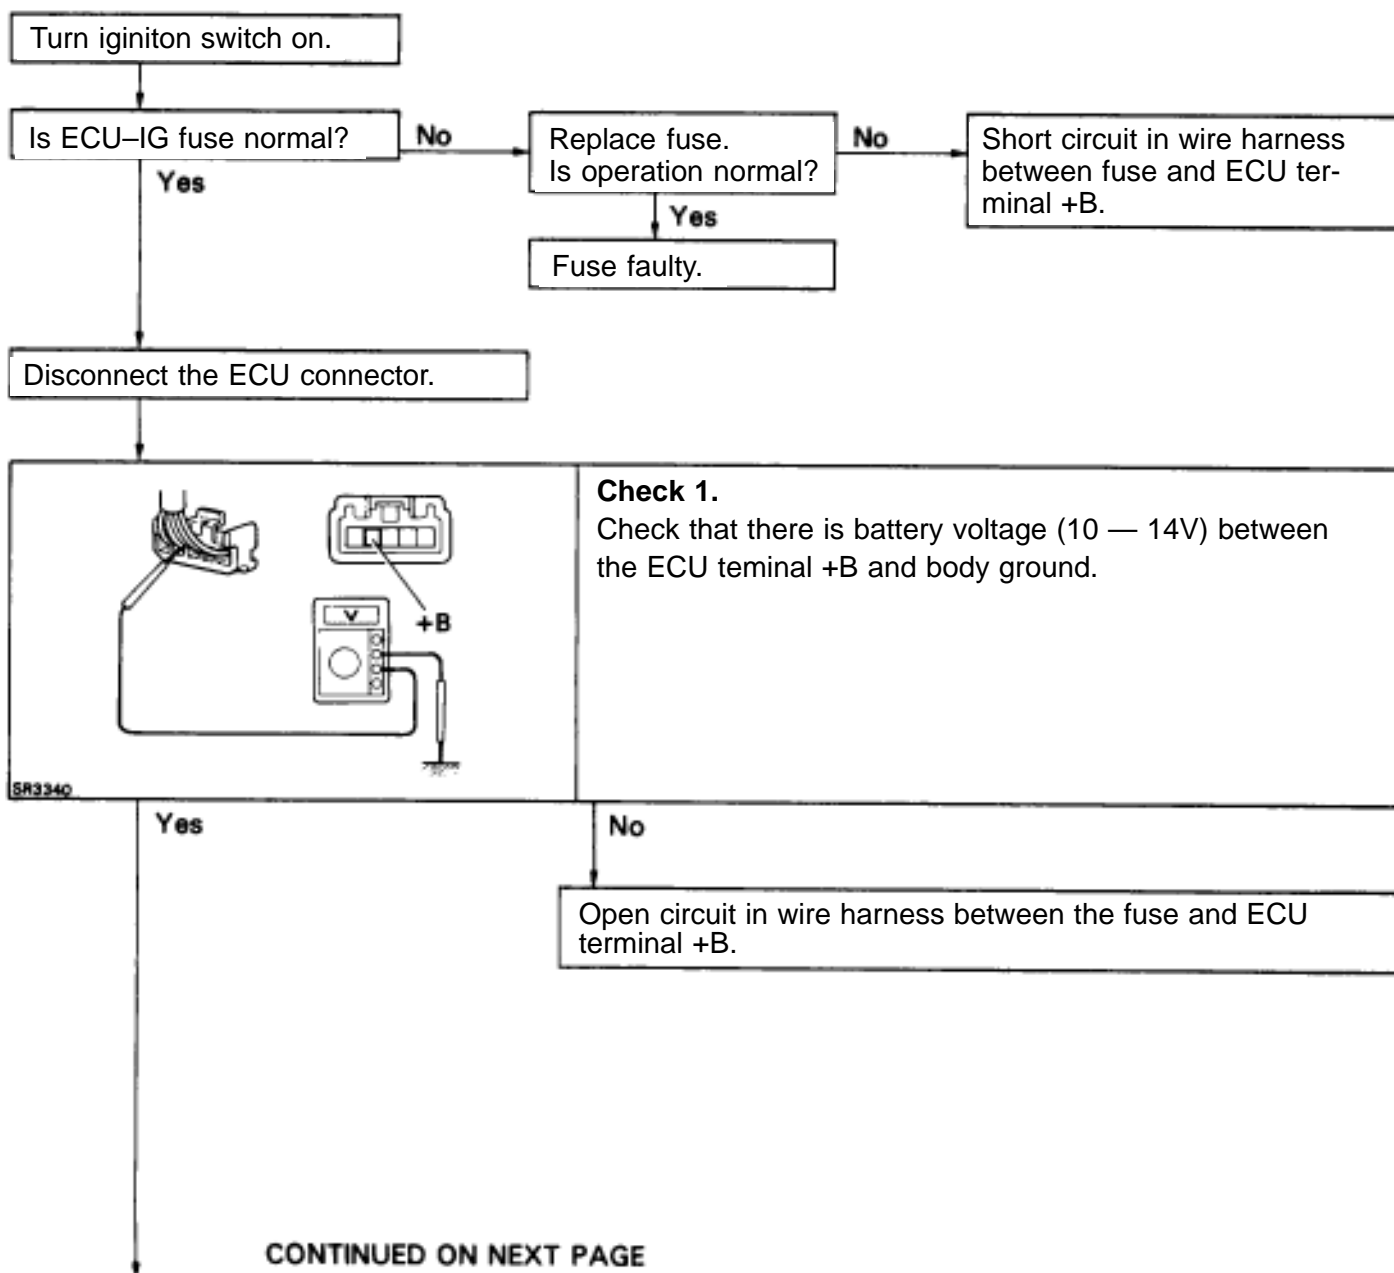 Turn iginiton switch on.
Is ECU–IG fuse normal?
No
Replace fuse.
Is operation normal?
No
Short circuit in wire harness
between fuse and ECU ter-
minal +B.
Yes
Yes
Fuse faulty.
Disconnect the ECU connector.
Check 1.
Check that there is battery voltage (10 — 14V) between
the ECU teminal +B and body ground.
+B
V
SR3340
Yes
No
Open circuit in wire harness between the fuse and ECU
terminal +B.
CONTINUED ON NEXT PAGE